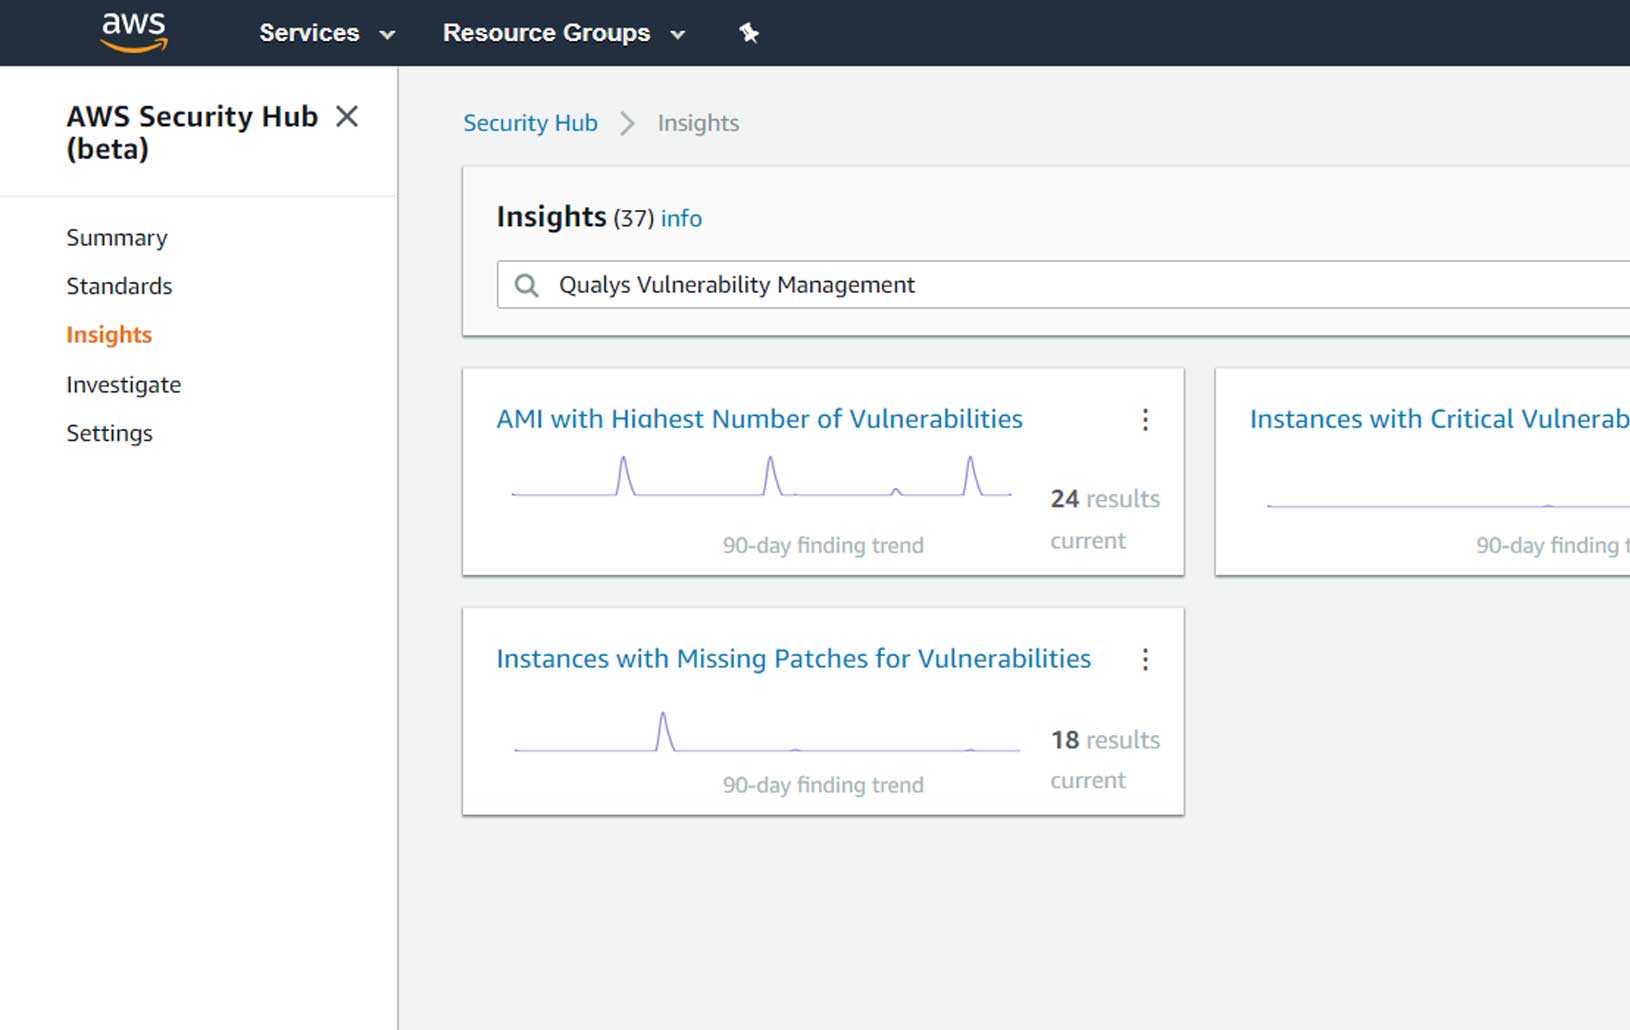 aws
Services
Resource Groups
AWS Security Hub
(beta)
Summary
Standards
Insights
Investigate
Settings
Security Hub
Insights
Insights (37) info
Qualys Vulnerability Management
AMI with Highest Number of Vulnerabilities
24 results
current
90-day finding trend
Instances with Critical Vulnerab
90-day finding t
Instances with Missing Patches for Vulnerabilities
18 results
current
90-day finding trend